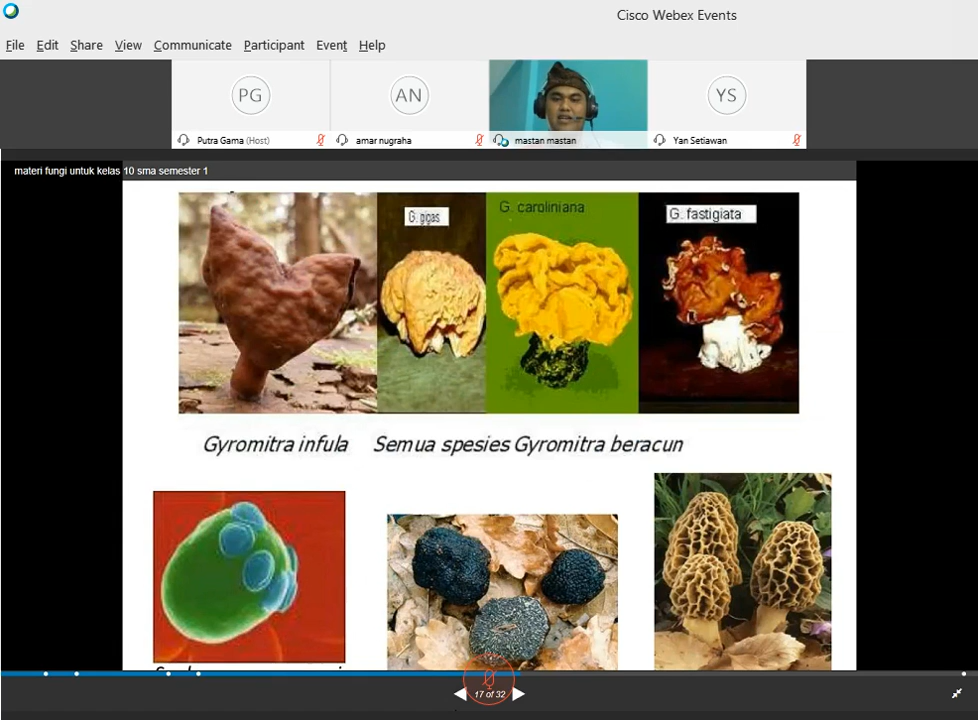 Cisco Webex Events
File Edit Share View Communicate Participant Event Help
PG AN YS
Putra Gama (Host) amar nugraha mastan mastan Yan Setiawan
materi fungi untuk kelas 10 sma semester 1
G. gigas G. caroliniana G. fastigiata
Gyromitra infula Semua spesies Gyromitra beracun
17 of 32